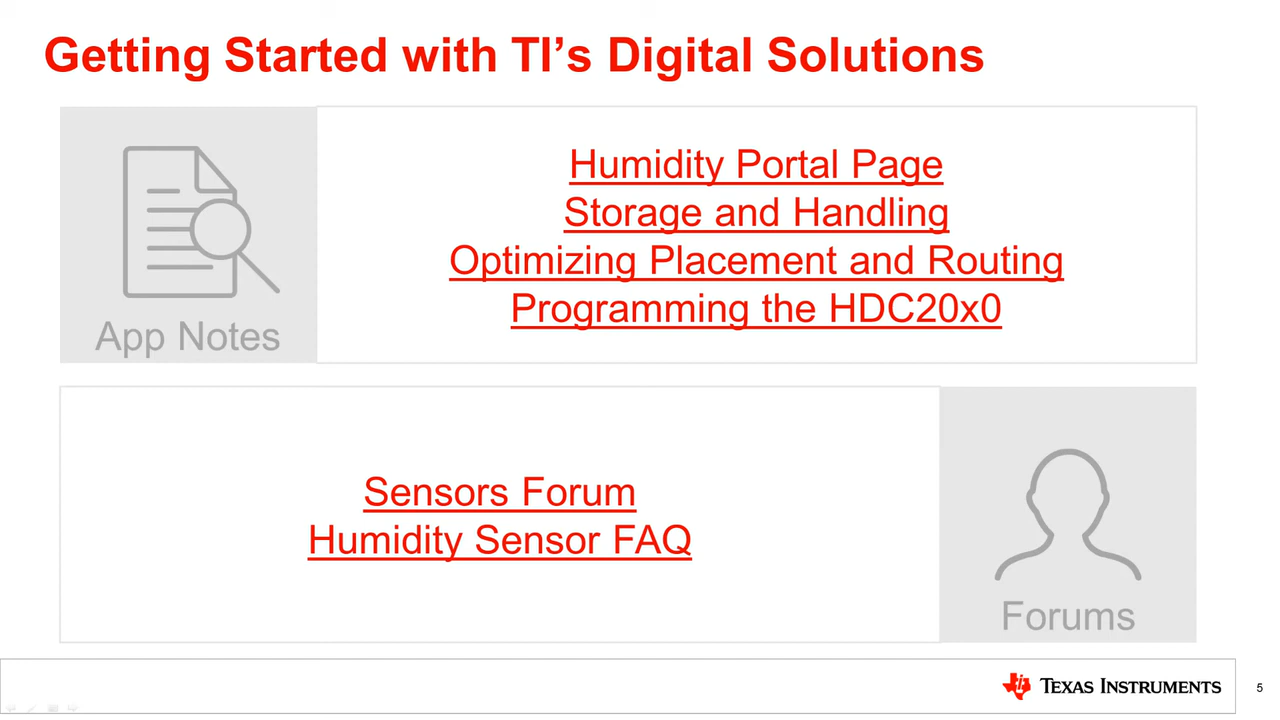 Getting Started with TI’s Digital Solutions
App Notes
Humidity Portal Page
Storage and Handling
Optimizing Placement and Routing
Programming the HDC20x0
Sensors Forum
Humidity Sensor FAQ
Forums
TEXAS INSTRUMENTS
5